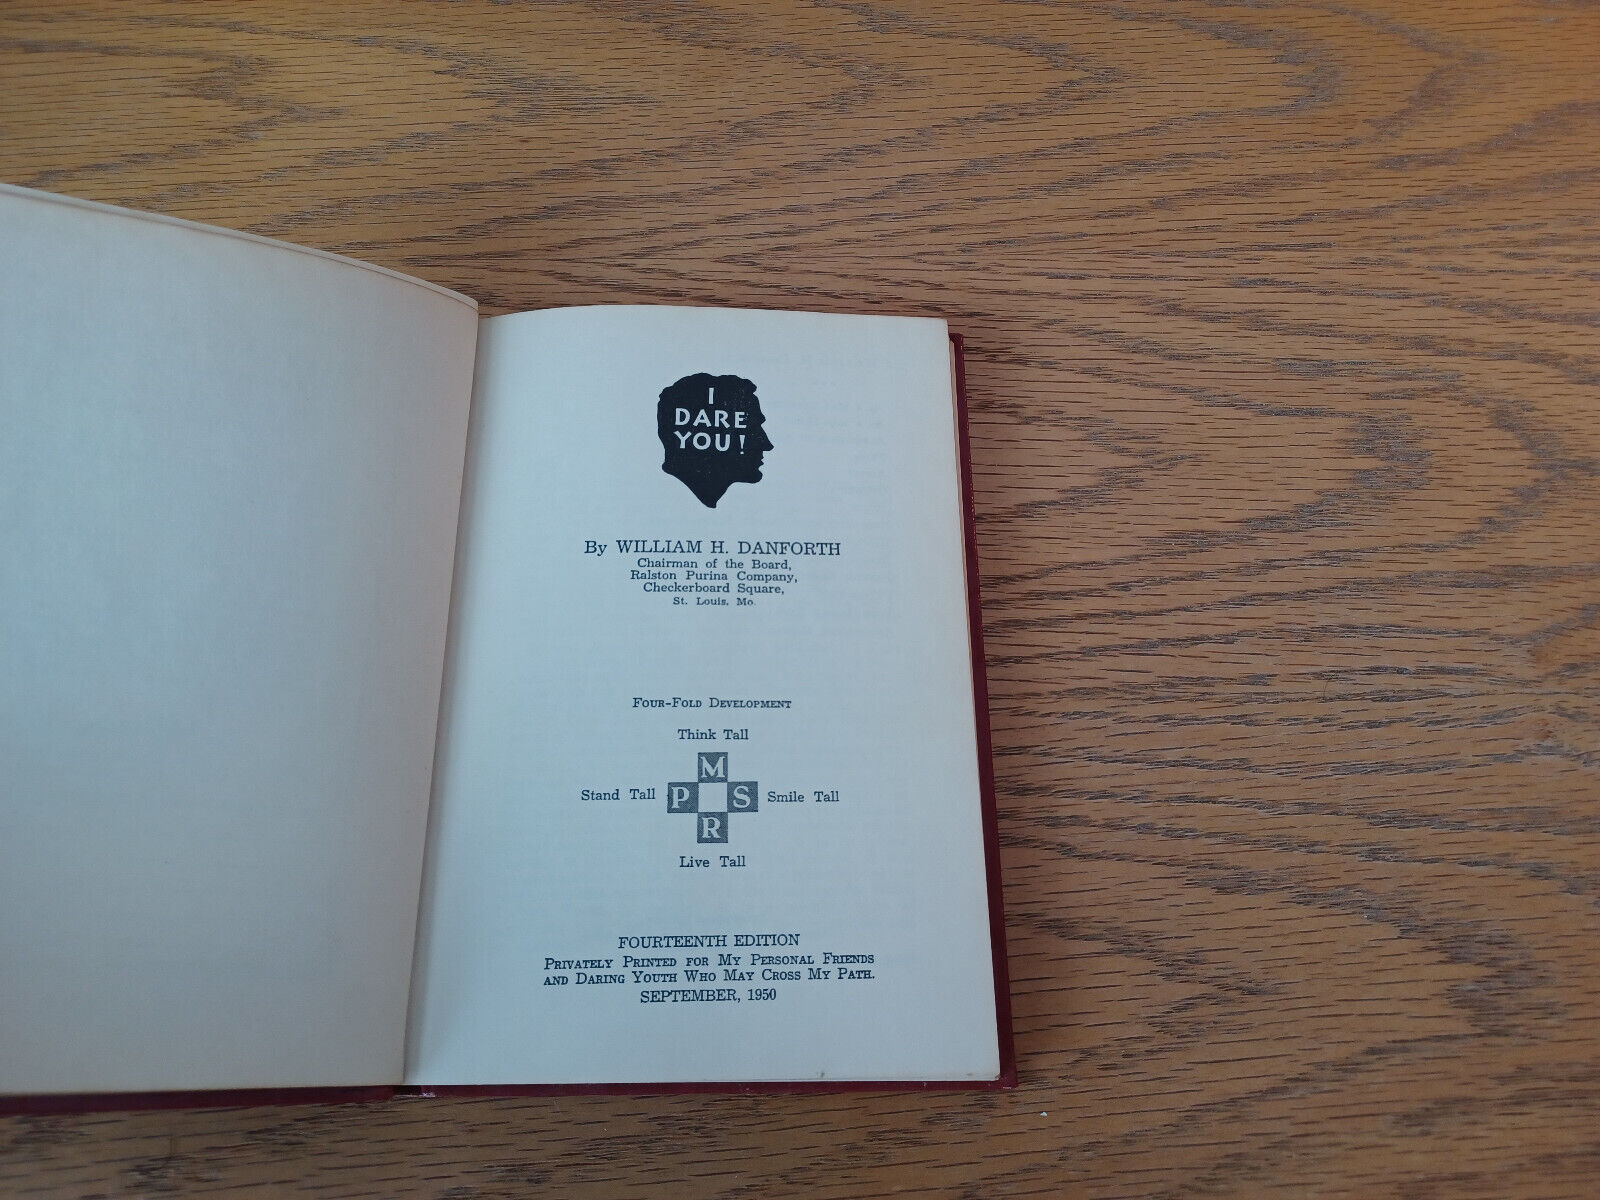 I
DARE
YOU!
By WILLIAM H. DANFORTH
Chairman of the Board,
Ralston Purina Company,
Checkerboard Square,
St. Louis, Mo.
FOUR-FOLD DEVELOPMENT
Think Tall
M
Stand Tall P S Smile Tall
R
Live Tall
FOURTEENTH EDITION
PRIVATELY PRINTED FOR MY PERSONAL FRIENDS
AND DARING YOUTH WHO MAY CROSS MY PATH.
SEPTEMBER, 1950